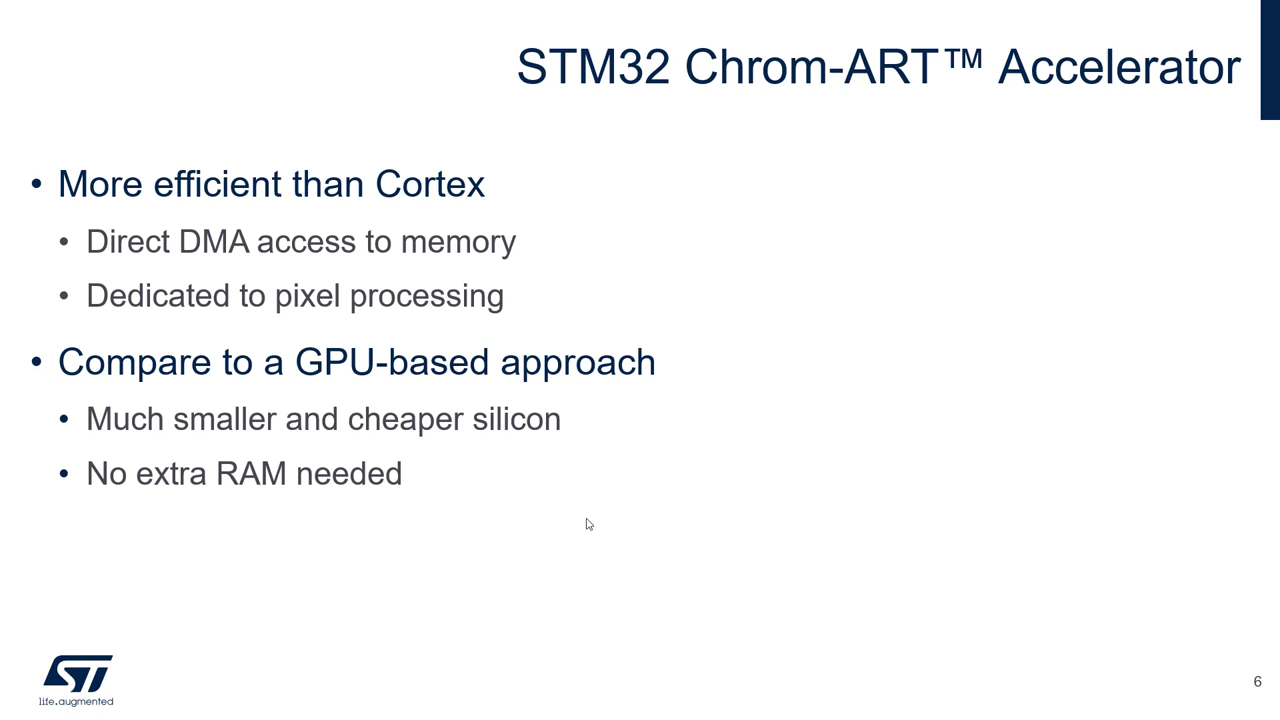 STM32 Chrom-ART™ Accelerator
• More efficient than Cortex
• Direct DMA access to memory
• Dedicated to pixel processing
• Compare to a GPU-based approach
• Much smaller and cheaper silicon
• No extra RAM needed
ST
life.augmented
6